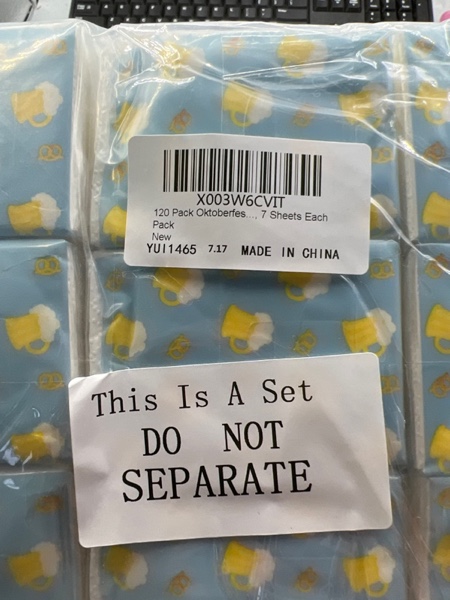 X003W6CVIT
120 Pack Oktoberfes..., 7 Sheets Each
Pack
New
YUI1465 7.17 MADE IN CHINA
This Is A Set
DO NOT
SEPARATE